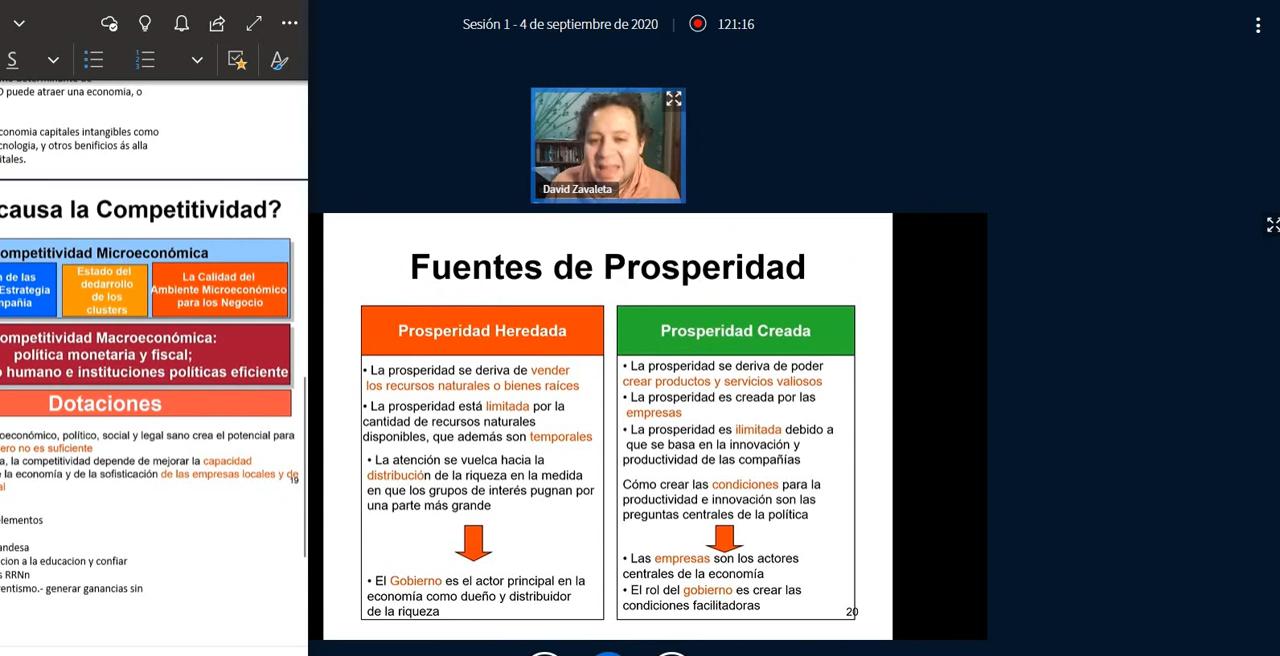 Sesión 1 - 4 de septiembre de 2020 | 121:16
S
puede atraer una economia, o
conomia capitales intangibles como
cnologia, y otros benificios ás alla
itales.
causa la Competitividad?
ompetitividad Microeconómica
n de las
Estrategia
mpañia
Estado del
dedarrollo
de los
clusters
La Calidad del
Ambiente Microeconómico
para los Negocio
ompetitividad Macroeconómica:
política monetaria y fiscal;
o humano e instituciones políticas eficiente
Dotaciones
oeconómico, político, social y legal sano crea el potencial para
ero no es suficiente
a, la competitividad depende de mejorar la capacidad
e la economía y de la sofisticación de las empresas locales y de
al
19
elementos
andesa
cion a la educacion y confiar
s RRNn
entismo.- generar ganancias sin
David Zavaleta
Fuentes de Prosperidad
Prosperidad Heredada
• La prosperidad se deriva de vender
los recursos naturales o bienes raíces
• La prosperidad está limitada por la
cantidad de recursos naturales
disponibles, que además son temporales
• La atención se vuelca hacia la
distribución de la riqueza en la medida
en que los grupos de interés pugnan por
una parte más grande
• El Gobierno es el actor principal en la
economía como dueño y distribuidor
de la riqueza
Prosperidad Creada
• La prosperidad se deriva de poder
crear productos y servicios valiosos
• La prosperidad es creada por las
empresas
• La prosperidad es ilimitada debido a
que se basa en la innovación y
productividad de las compañías
Cómo crear las condiciones para la
productividad e innovación son las
preguntas centrales de la política
• Las empresas son los actores
centrales de la economía
• El rol del gobierno es crear las
condiciones facilitadoras
20